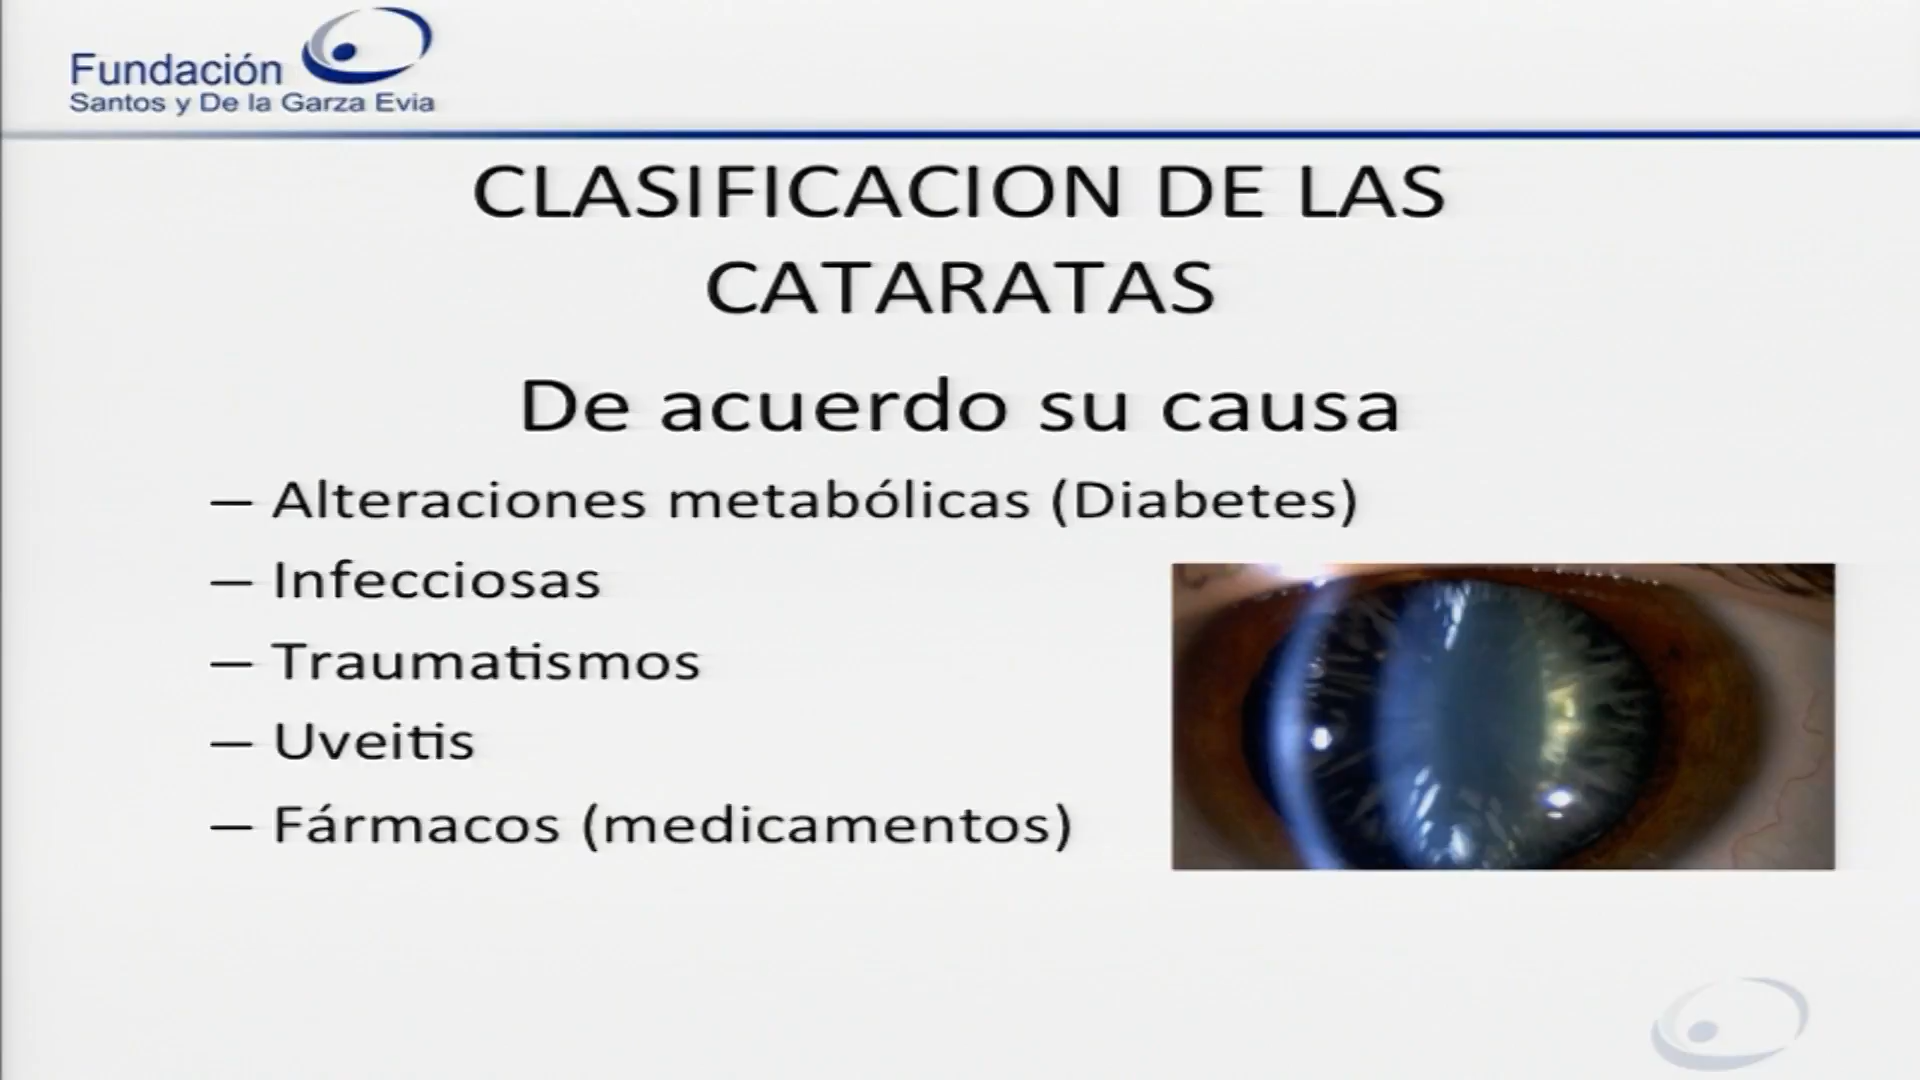 Fundación
Santos y De la Garza Evia
CLASIFICACION DE LAS
CATARATAS
De acuerdo su causa
– Alteraciones metabólicas (Diabetes)
– Infecciosas
– Traumatismos
– Uveitis
– Fármacos (medicamentos)